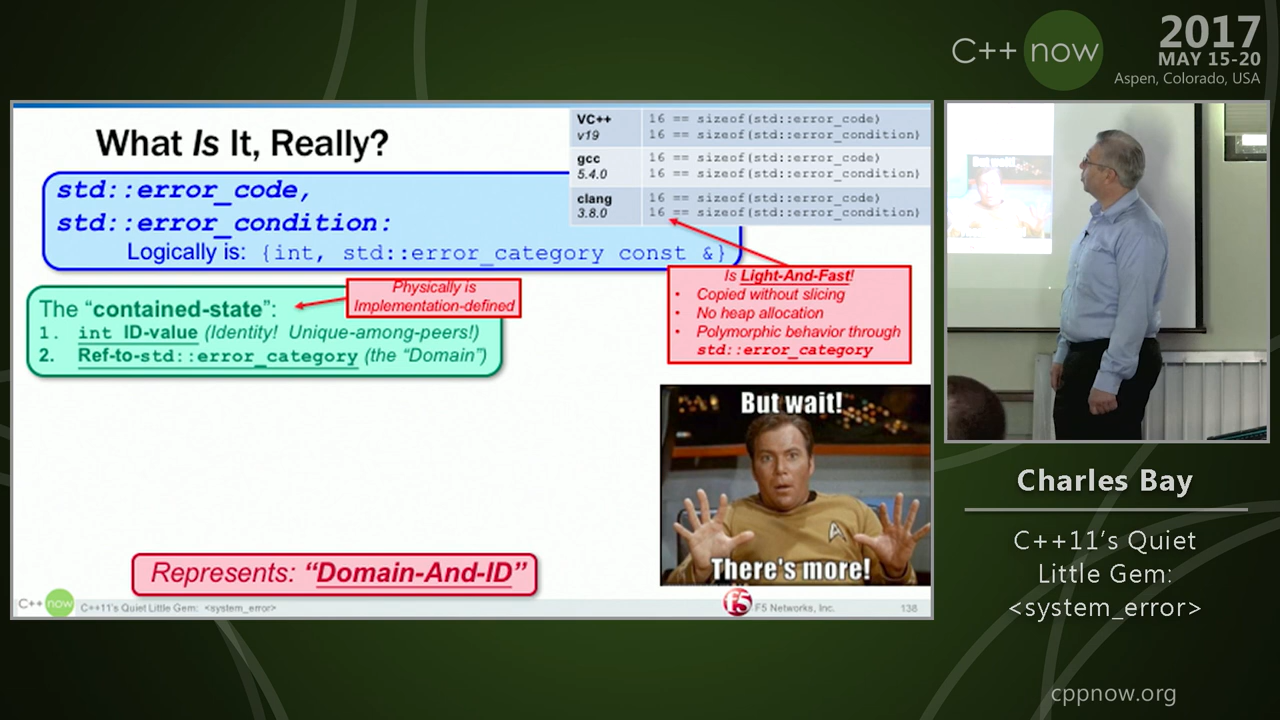 C++ now
2017
MAY 15-20
Aspen, Colorado, USA
What Is It, Really?
VC++
v19
16 == sizeof(std::error_code)
16 == sizeof(std::error_condition)
gcc
5.4.0
16 == sizeof(std::error_code)
16 == sizeof(std::error_condition)
clang
3.8.0
16 == sizeof(std::error_code)
16 == sizeof(std::error_condition)
std::error_code,
std::error_condition:
Logically is: {int, std::error_category const &}
The “contained-state”:
1. int ID-value (Identity! Unique-among-peers!)
2. Ref-to-std::error_category (the “Domain”)
Physically is
Implementation-defined
Is Light-And-Fast!
• Copied without slicing
• No heap allocation
• Polymorphic behavior through
std::error_category
But wait!
There's more!
Represents: “Domain-And-ID”
C++ now
C++11's Quiet Little Gem: <system_error>
F5 Networks, Inc.
138
But wait!
Charles Bay
C++11's Quiet
Little Gem:
<system_error>
cppnow.org